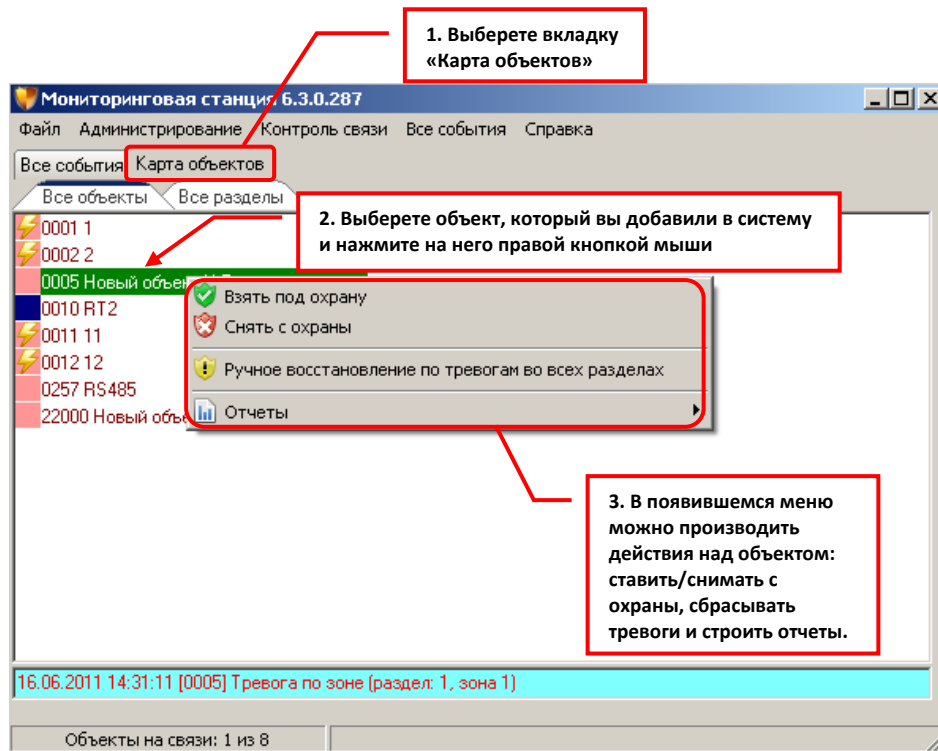 1. Выберете вкладку
«Карта объектов»
Мониторинговая станция 6.3.0.287
Файл Администрирование Контроль связи Все события Справка
Все события Карта объектов
Все объекты Все разделы
2. Выберете объект, который вы добавили в систему
и нажмите на него правой кнопкой мыши
0001 1
0002 2
0005 Новый объек
0010 RT2
0011 11
0012 12
0257 RS485
22000 Новый объе
Взять под охрану
Снять с охраны
Ручное восстановление по тревогам во всех разделах
Отчеты
3. В появившемся меню
можно производить
действия над объектом:
ставить/снимать с
охраны, сбрасывать
тревоги и строить отчеты.
16.06.2011 14:31:11 [0005] Тревога по зоне (раздел: 1, зона 1)
Объекты на связи: 1 из 8